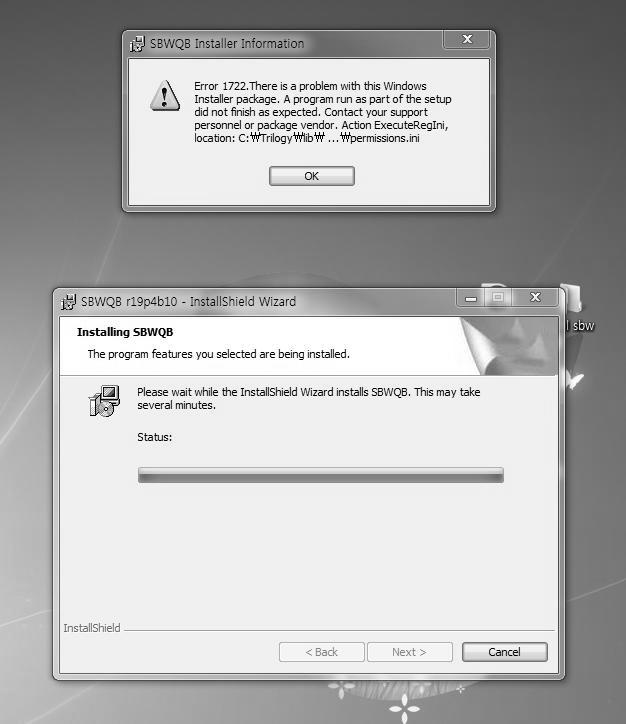 SBWQB Installer Information
Error 1722.There is a problem with this Windows
Installer package. A program run as part of the setup
did not finish as expected. Contact your support
personnel or package vendor. Action ExecuteRegIni,
location: C:₩Trilogy₩lib₩ ...₩permissions.ini
OK
SBWQB r19p4b10 - InstallShield Wizard
Installing SBWQB
The program features you selected are being installed.
Please wait while the InstallShield Wizard installs SBWQB. This may take
several minutes.
Status:
InstallShield
< Back
Next >
Cancel
sbw